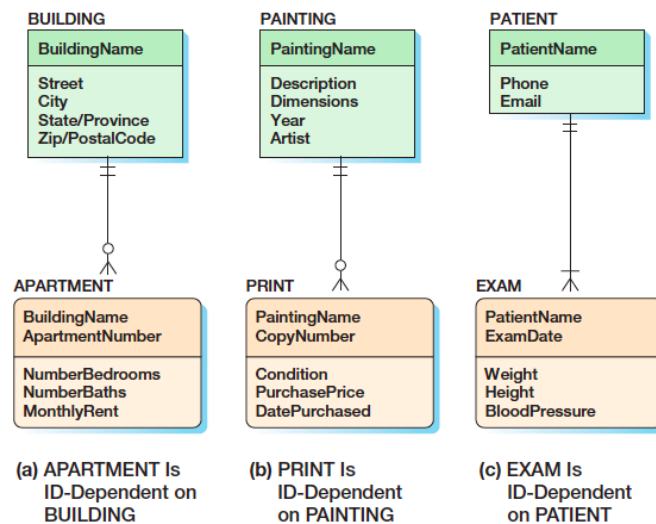 BUILDING
BuildingName
Street
City
State/Province
Zip/PostalCode
APARTMENT
BuildingName
ApartmentNumber
NumberBedrooms
NumberBaths
MonthlyRent
(a) APARTMENT Is
ID-Dependent on
BUILDING
PAINTING
PaintingName
Description
Dimensions
Year
Artist
PRINT
PaintingName
CopyNumber
Condition
PurchasePrice
DatePurchased
(b) PRINT Is
ID-Dependent
on PAINTING
PATIENT
PatientName
Phone
Email
EXAM
PatientName
ExamDate
Weight
Height
BloodPressure
(c) EXAM Is
ID-Dependent
on PATIENT